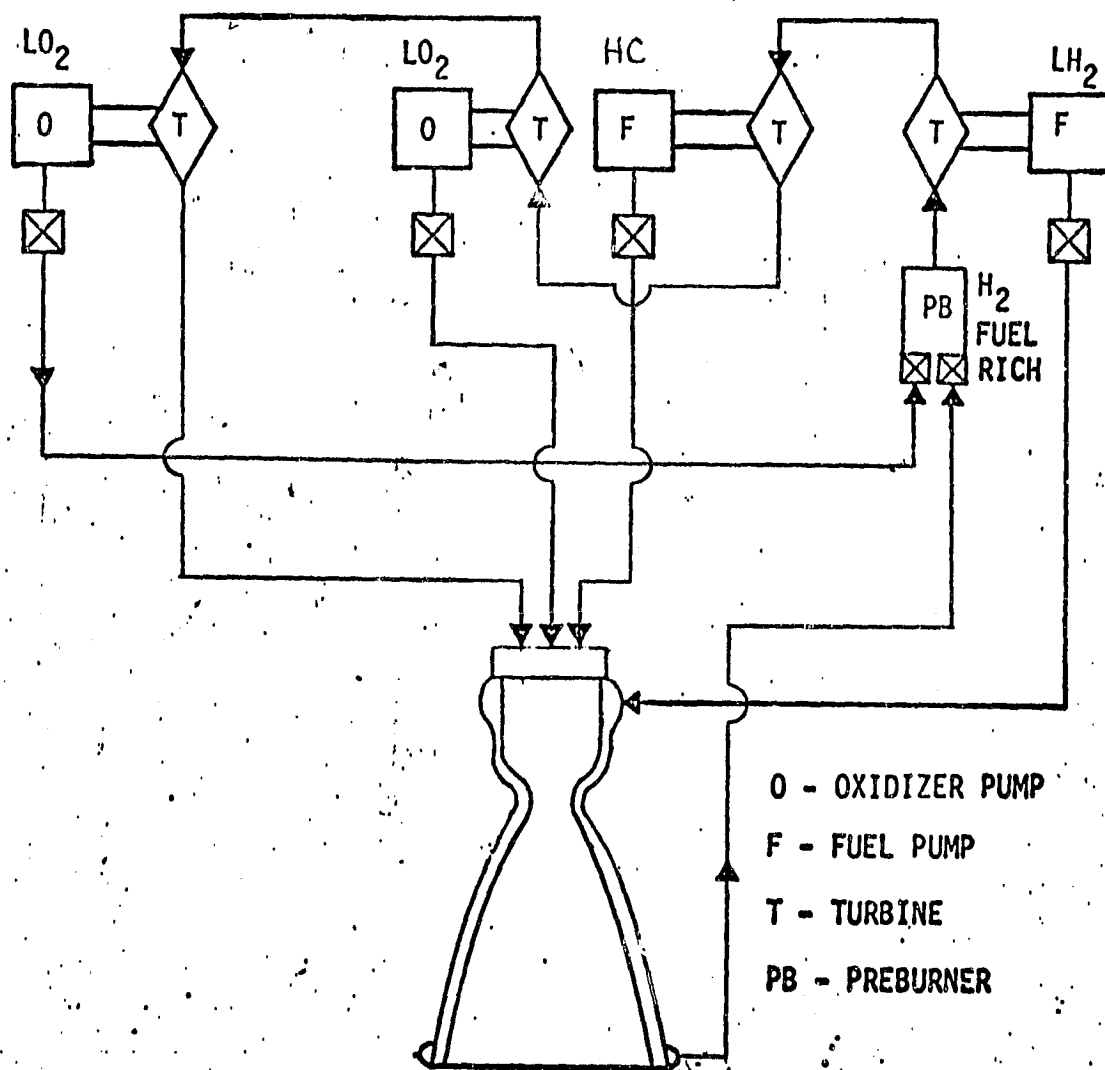 LO₂
LO₂
HC
LH₂
O
T
O
T
F
T
T
F
PB
H₂
FUEL
RICH
O - OXIDIZER PUMP
F - FUEL PUMP
T - TURBINE
PB - PREBURNER